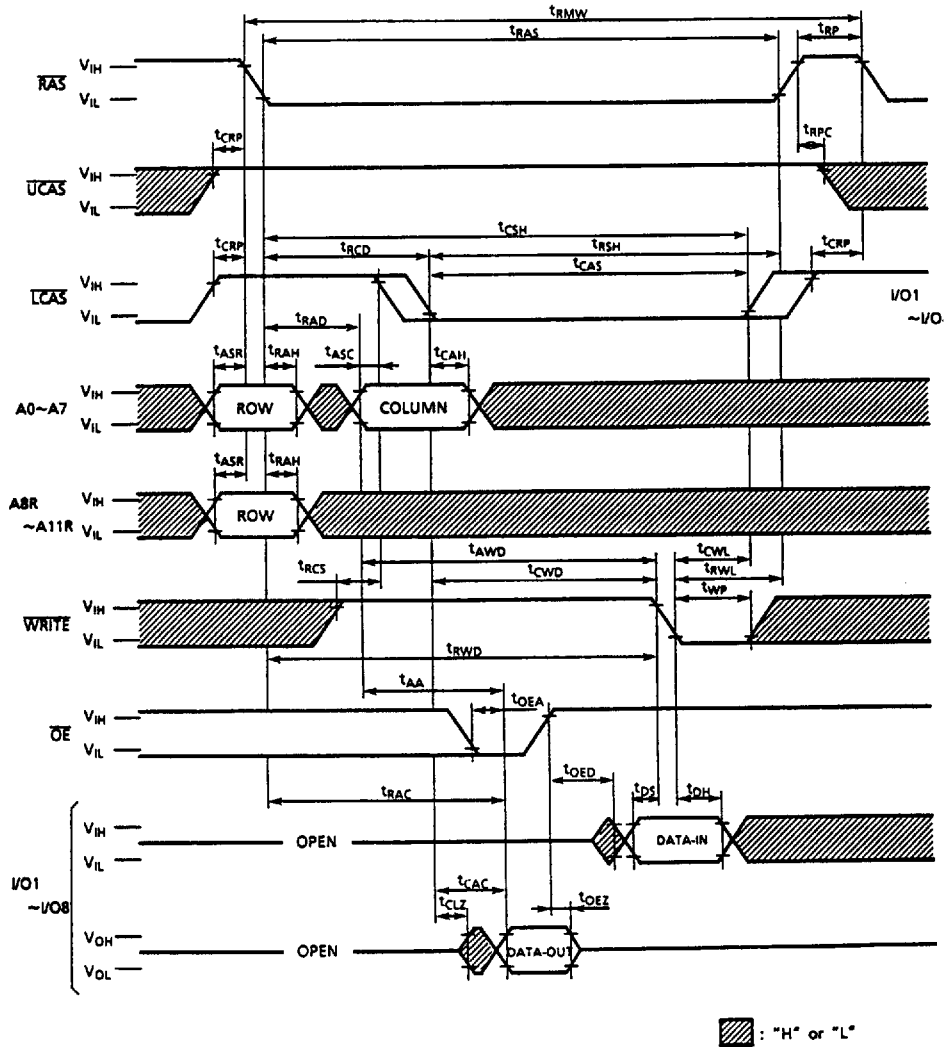 tRMW
tRAS
tRP
RAS
VIH
VIL
tCRP
tRPC
UCAS
VIH
VIL
tCSH
tCRP
tRCD
tRSH
tCRP
tCAS
LCAS
VIH
VIL
I/O1
~I/O
tRAD
tASR
tRAH
tASC
tCAH
A0~A7
VIH
VIL
ROW
COLUMN
tASR
tRAH
A8R
~A11R
VIH
VIL
ROW
tAWD
tCWL
tRCS
tCWD
tRWL
tWP
WRITE
VIH
VIL
tRWD
tAA
tOEA
OE
VIH
VIL
tOED
tRAC
tDS
tDH
VIH
VIL
OPEN
DATA-IN
I/O1
~I/O8
tCAC
tCLZ
tOEZ
VOH
VOL
OPEN
DATA-OUT
: "H" or "L"